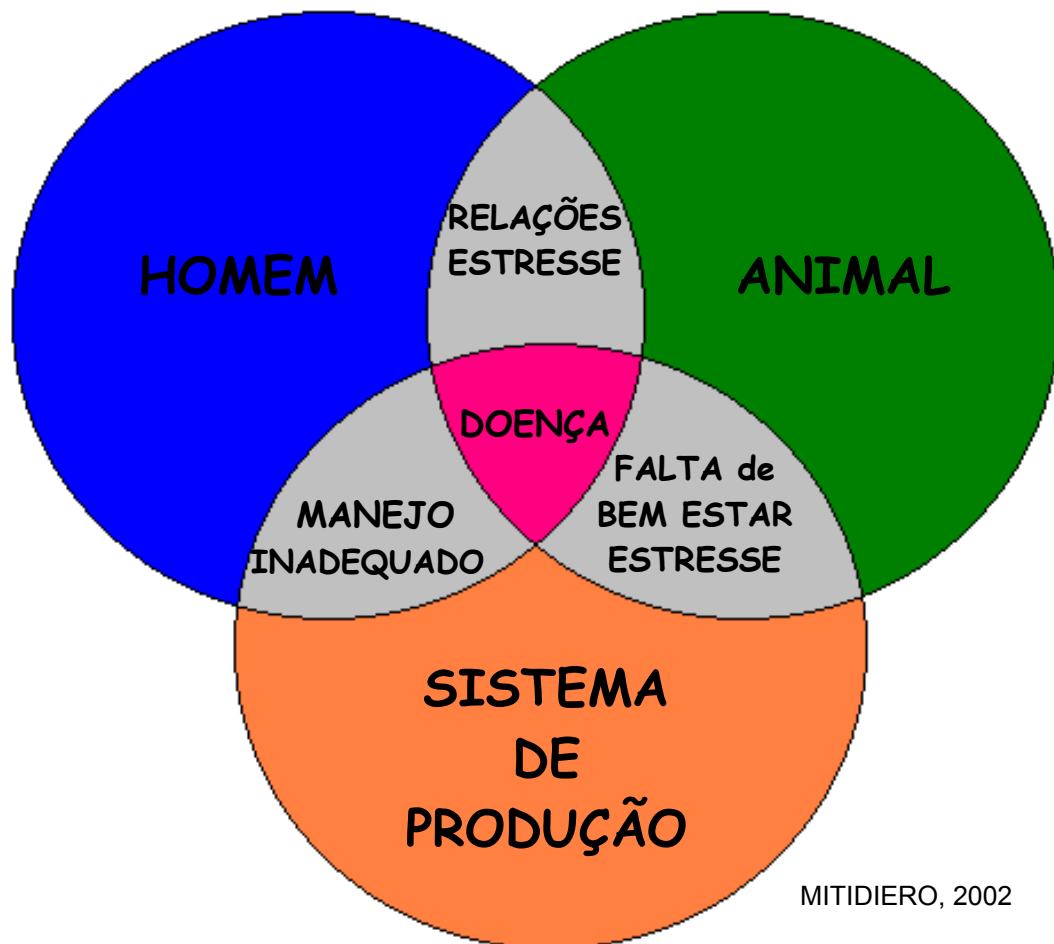 RELAÇÕES
ESTRESSE
HOMEM
ANIMAL
DOENÇA
FALTA de
BEM ESTAR
ESTRESSE
MANEJO
INADEQUADO
SISTEMA
DE
PRODUÇÃO
MITIDIERO, 2002